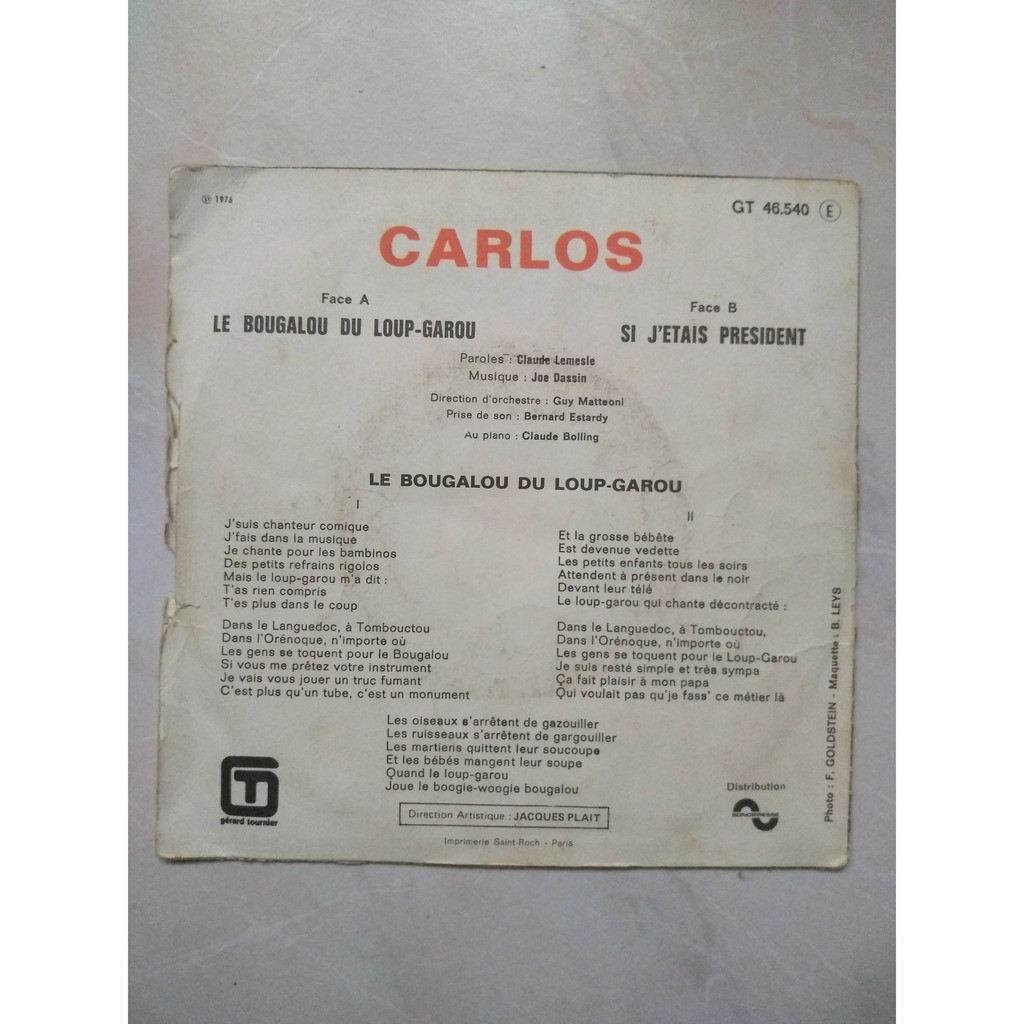 ℗ 1976
GT 46.540 E
CARLOS
Face A
LE BOUGALOU DU LOUP-GAROU
Face B
SI J'ETAIS PRESIDENT
Paroles : Claude Lemesle
Musique : Joe Dassin
Direction d'orchestre : Guy Matteoni
Prise de son : Bernard Estardy
Au piano : Claude Bolling
LE BOUGALOU DU LOUP-GAROU
I
J'suis chanteur comique
J'fais dans la musique
Je chante pour les bambinos
Des petits refrains rigolos
Mais le loup-garou m'a dit :
T'as rien compris
T'es plus dans le coup
Dans le Languedoc, à Tombouctou
Dans l'Orénoque, n'importe où
Les gens se toquent pour le Bougalou
Si vous me prêtez votre instrument
Je vais vous jouer un truc fumant
C'est plus qu'un tube, c'est un monument
II
Et la grosse bébête
Est devenue vedette
Les petits enfants tous les soirs
Attendent à présent dans le noir
Devant leur télé
Le loup-garou qui chante décontracté :
Dans le Languedoc, à Tombouctou,
Dans l'Orénoque, n'importe où
Les gens se toquent pour le Loup-Garou
Je suis resté simple et très sympa
Ça fait plaisir à mon papa
Qui voulait pas qu'je fass' ce métier là
Les oiseaux s'arrêtent de gazouiller
Les ruisseaux s'arrêtent de gargouiller
Les martiens quittent leur soucoupe
Et les bébés mangent leur soupe
Quand le loup-garou
Joue le boogie-woogie bougalou
GT
gérard tournier
Direction Artistique : JACQUES PLAIT
Imprimerie Saint-Roch - Paris
Distribution
SONOPRESSE
Photo : F. GOLDSTEIN - Maquette : B. LEYS